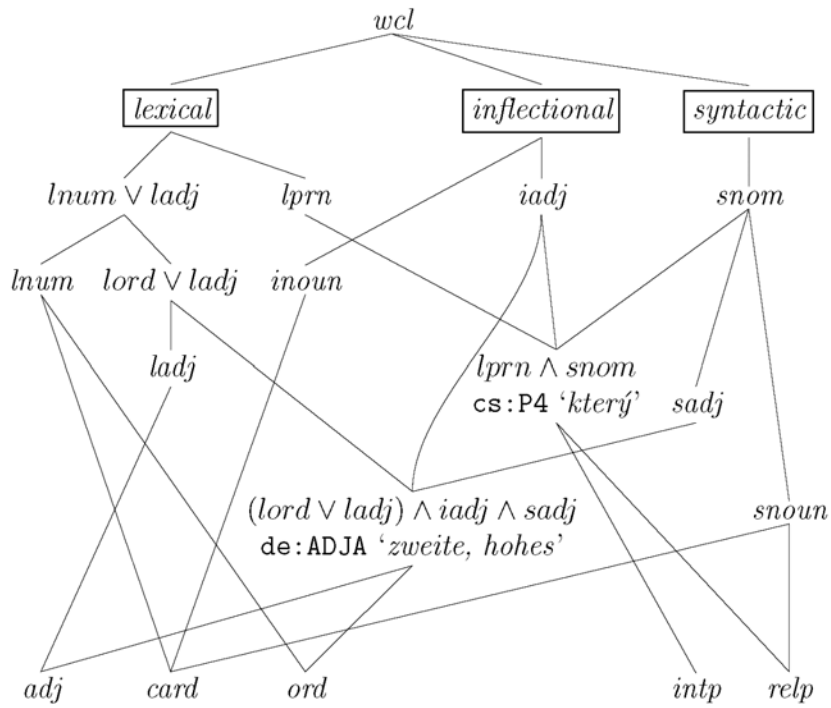 wcl
lexical inflectional syntactic
lnum ∨ ladj lprn iadj snom
lnum lord ∨ ladj inoun
ladj lprn ∧ snom
cs:P4 ‘který’ sadj
(lord ∨ ladj) ∧ iadj ∧ sadj snoun
de:ADJA ‘zweite, hohes’
adj card ord intp relp